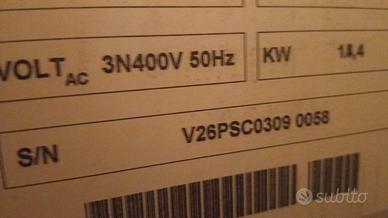 VOLT AC 3N400V 50Hz KW 18,4
S/N V26PSC0309 0058
subito